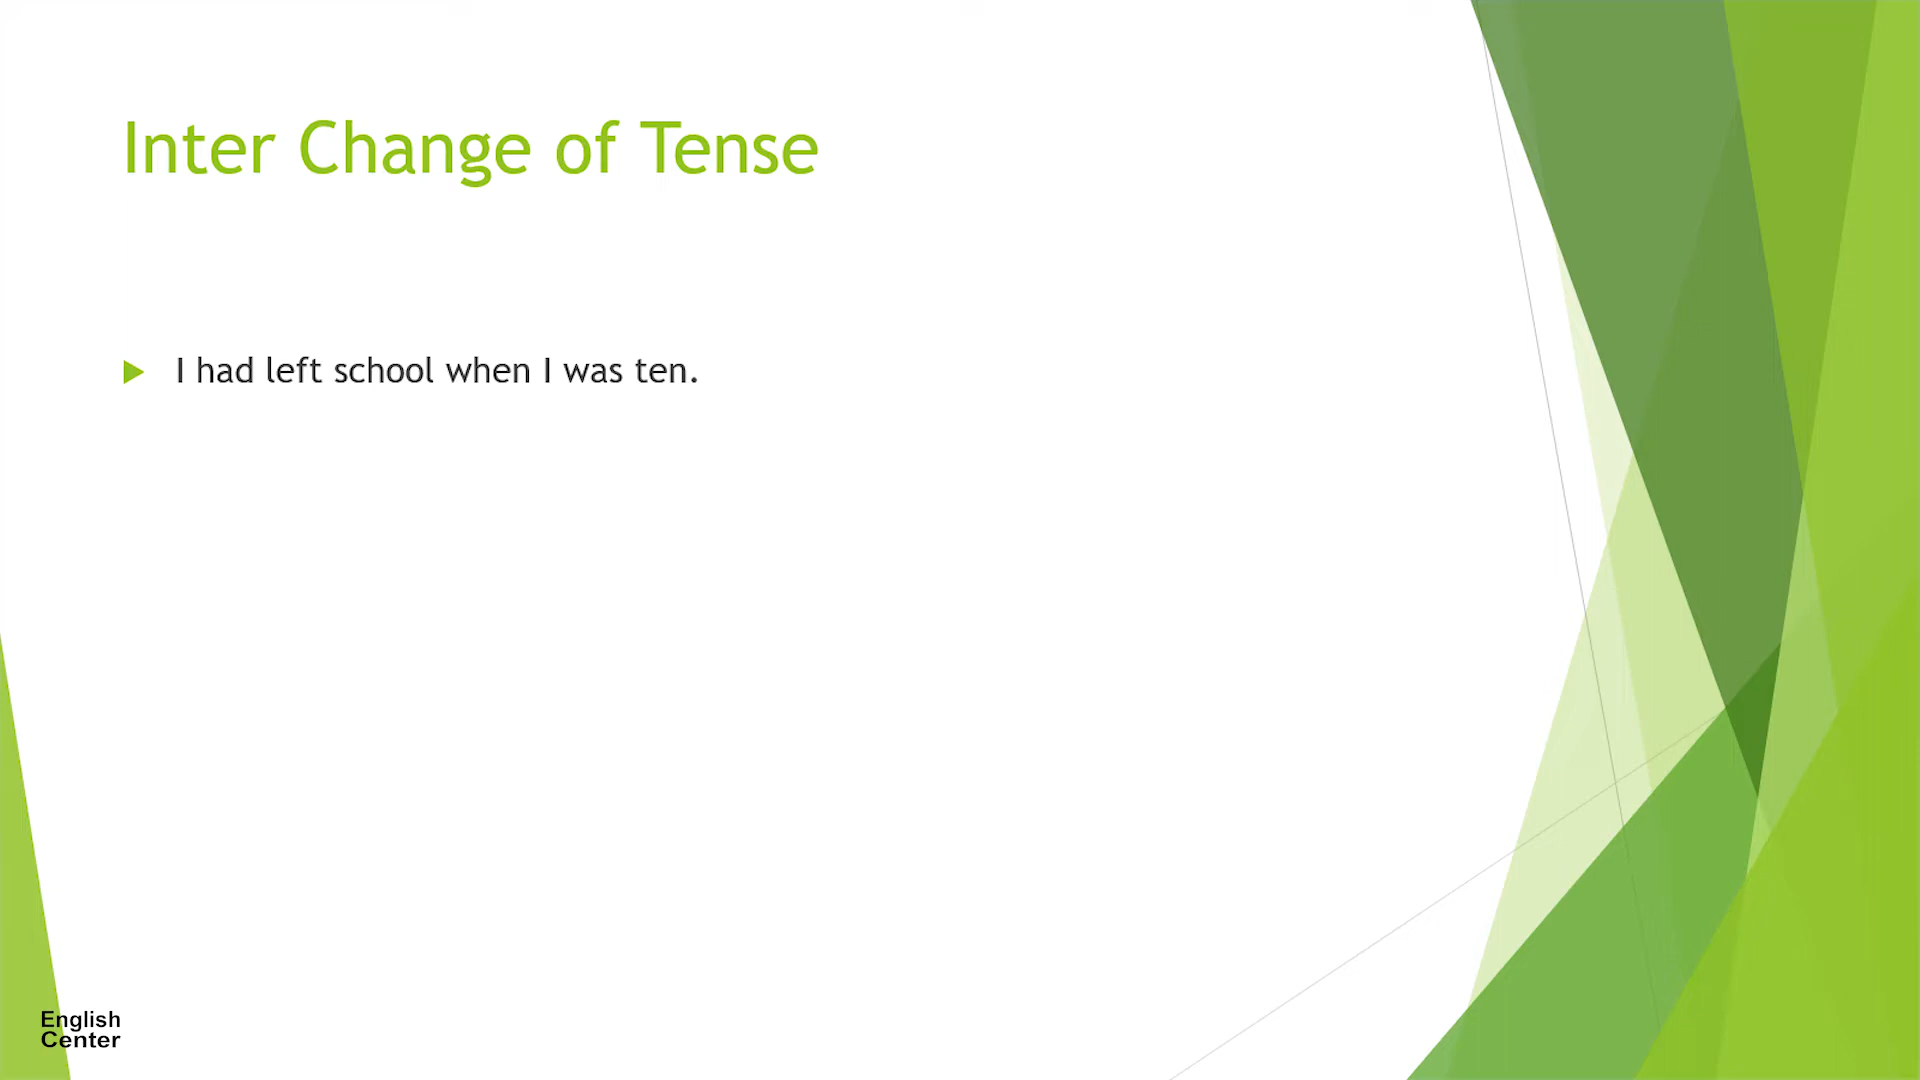 Inter Change of Tense
I had left school when I was ten.
English
Center